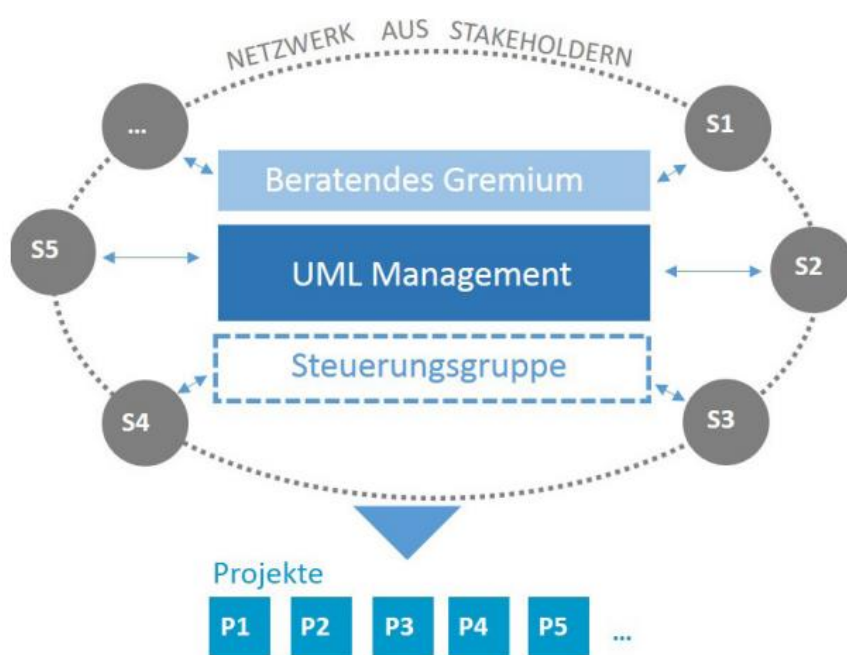 NETZWERK AUS STAKEHOLDERN
...
S1
Beratendes Gremium
S5
UML Management
S2
Steuerungsgruppe
S4
S3
Projekte
P1 P2 P3 P4 P5 ...